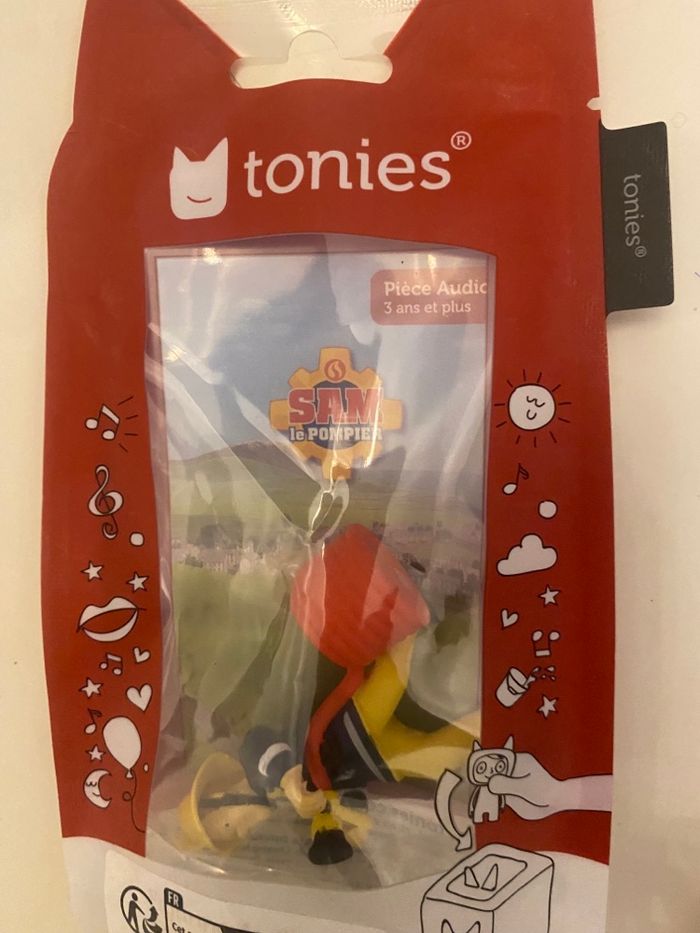 tonies®
tonies®
Pièce Audio
3 ans et plus
SAM
le POMPIER
FR